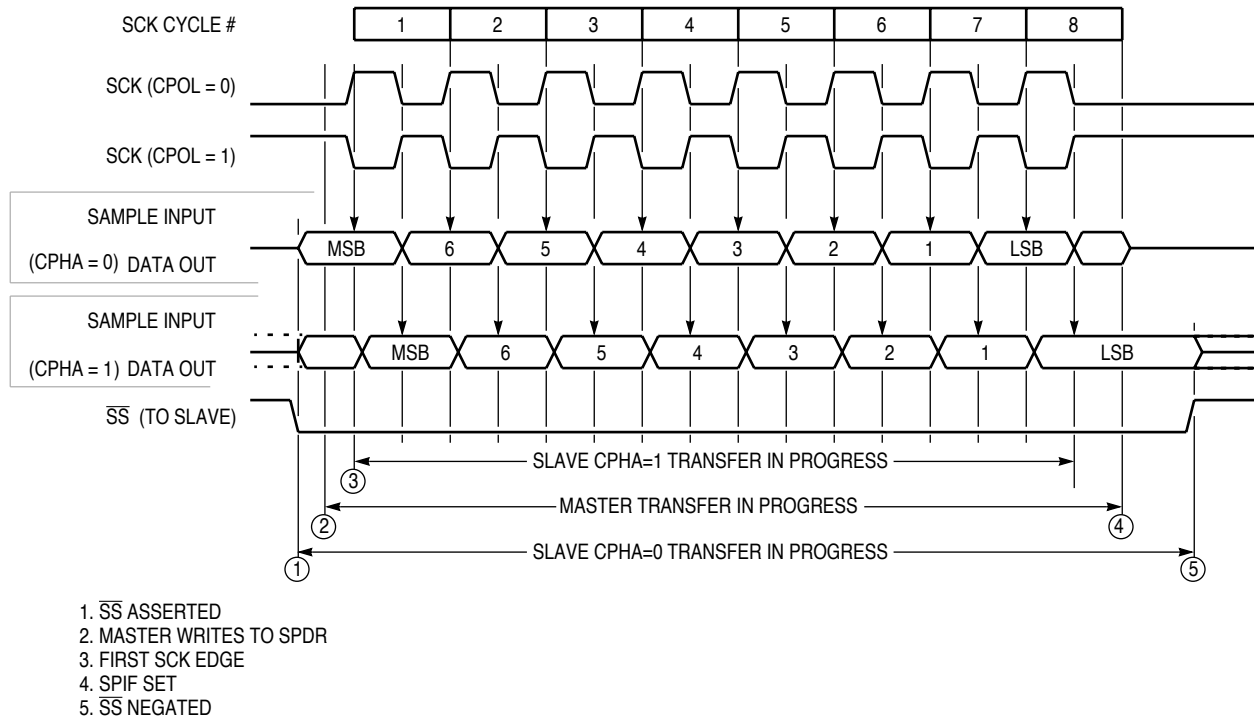 SCK CYCLE # 1 2 3 4 5 6 7 8
SCK (CPOL = 0)
SCK (CPOL = 1)
SAMPLE INPUT
(CPHA = 0) DATA OUT MSB 6 5 4 3 2 1 LSB
SAMPLE INPUT
(CPHA = 1) DATA OUT MSB 6 5 4 3 2 1 LSB
SS (TO SLAVE)
3 SLAVE CPHA=1 TRANSFER IN PROGRESS
2 MASTER TRANSFER IN PROGRESS 4
1 SLAVE CPHA=0 TRANSFER IN PROGRESS 5
1. SS ASSERTED
2. MASTER WRITES TO SPDR
3. FIRST SCK EDGE
4. SPIF SET
5. SS NEGATED